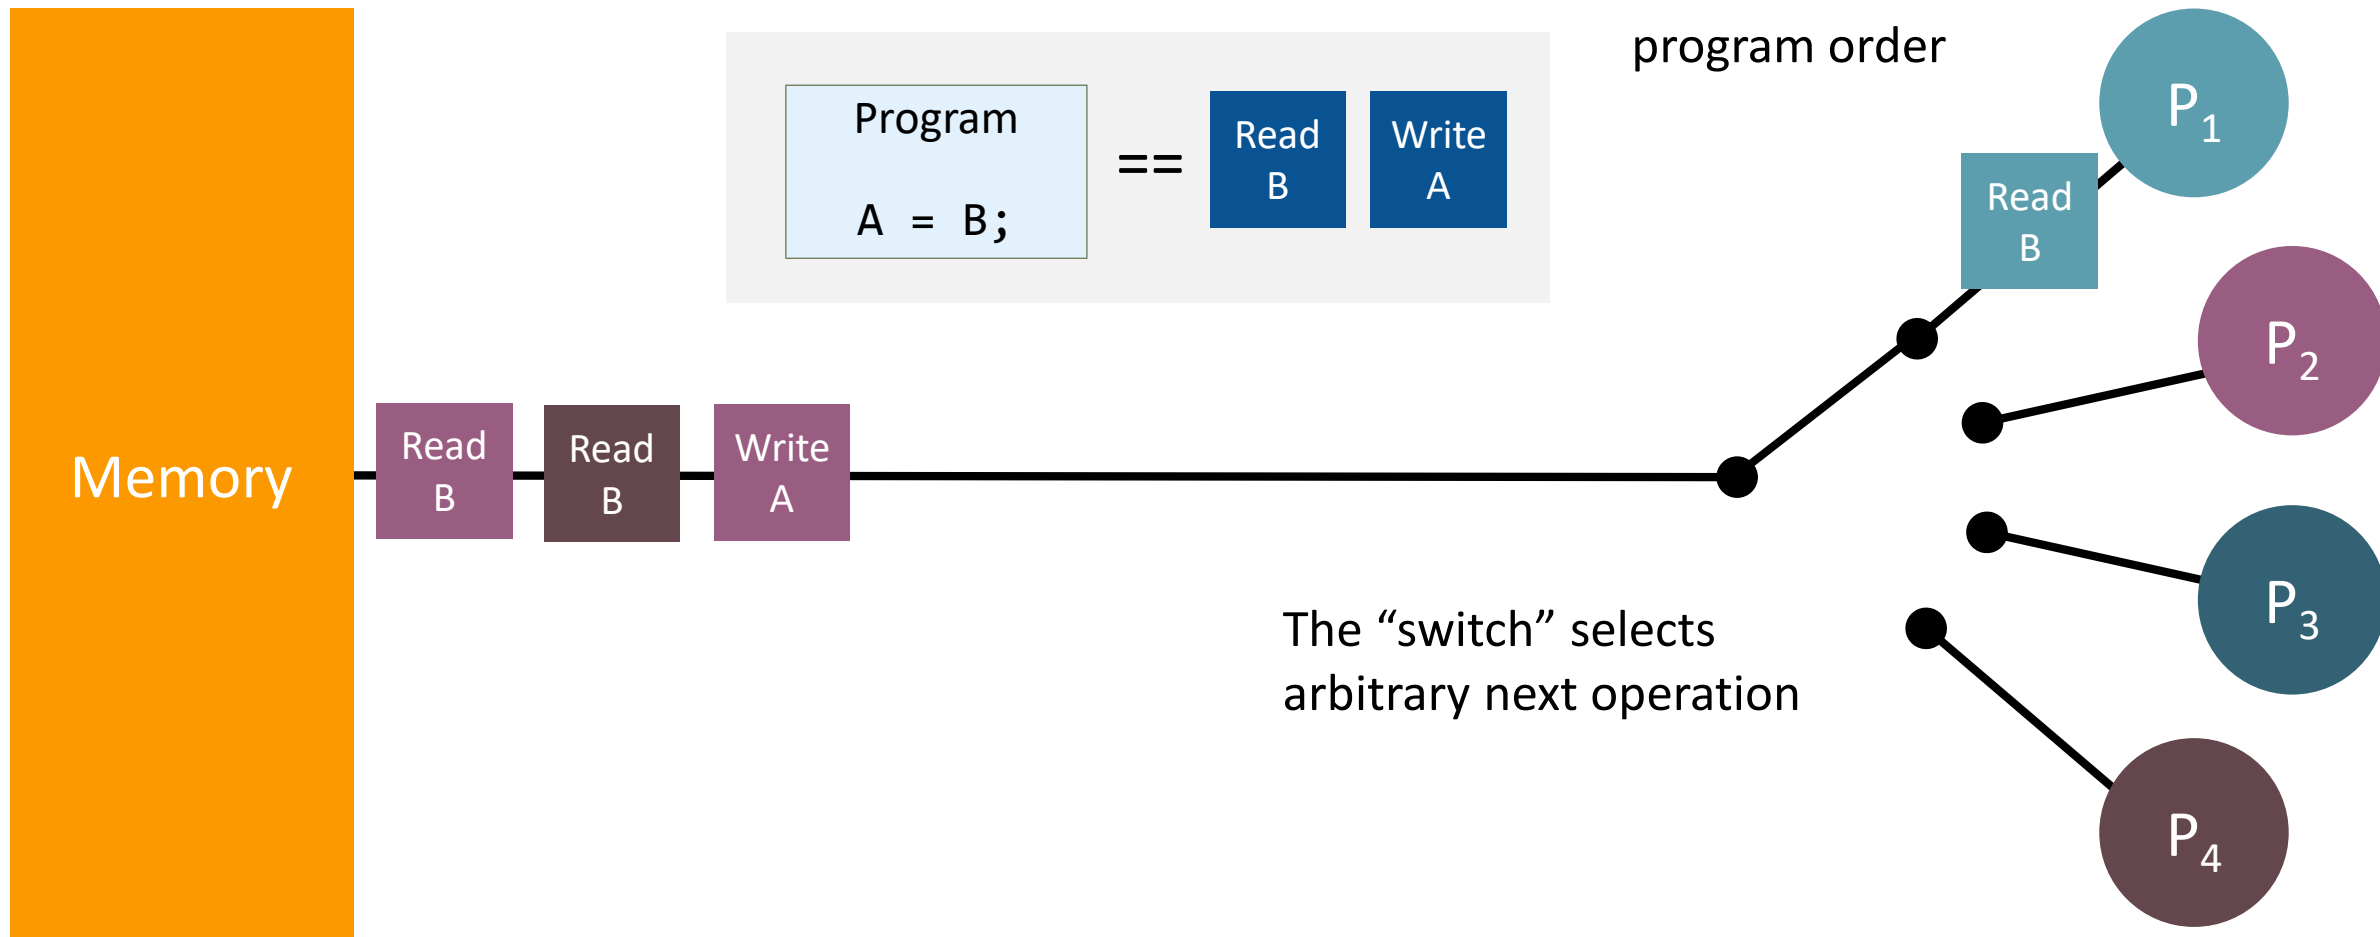 program order
Program
A = B;
==
Read
B
Write
A
P1
Read
B
P2
Memory
Read
B
Read
B
Write
A
The “switch” selects
arbitrary next operation
P3
P4